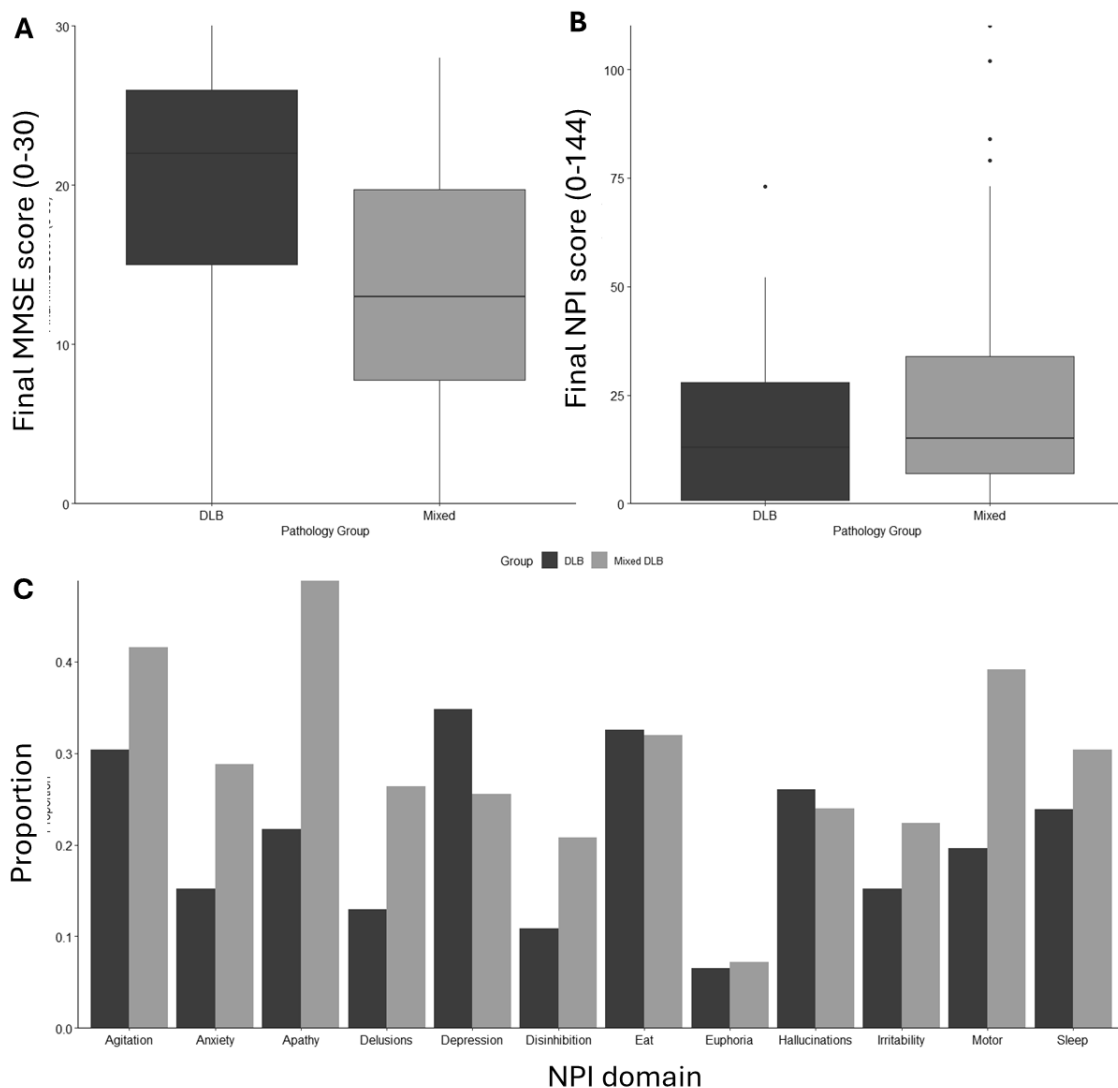 A
Final MMSE score (0-30)
30
20
10
0
DLB
Mixed
Pathology Group
B
Final NPI score (0-144)
100
75
50
25
0
DLB
Mixed
Pathology Group
Group DLB Mixed DLB
C
Proportion
Proportion
0.4
0.3
0.2
0.1
0.0
Agitation Anxiety Apathy Delusions Depression Disinhibition Eat Euphoria Hallucinations Irritability Motor Sleep
NPI domain